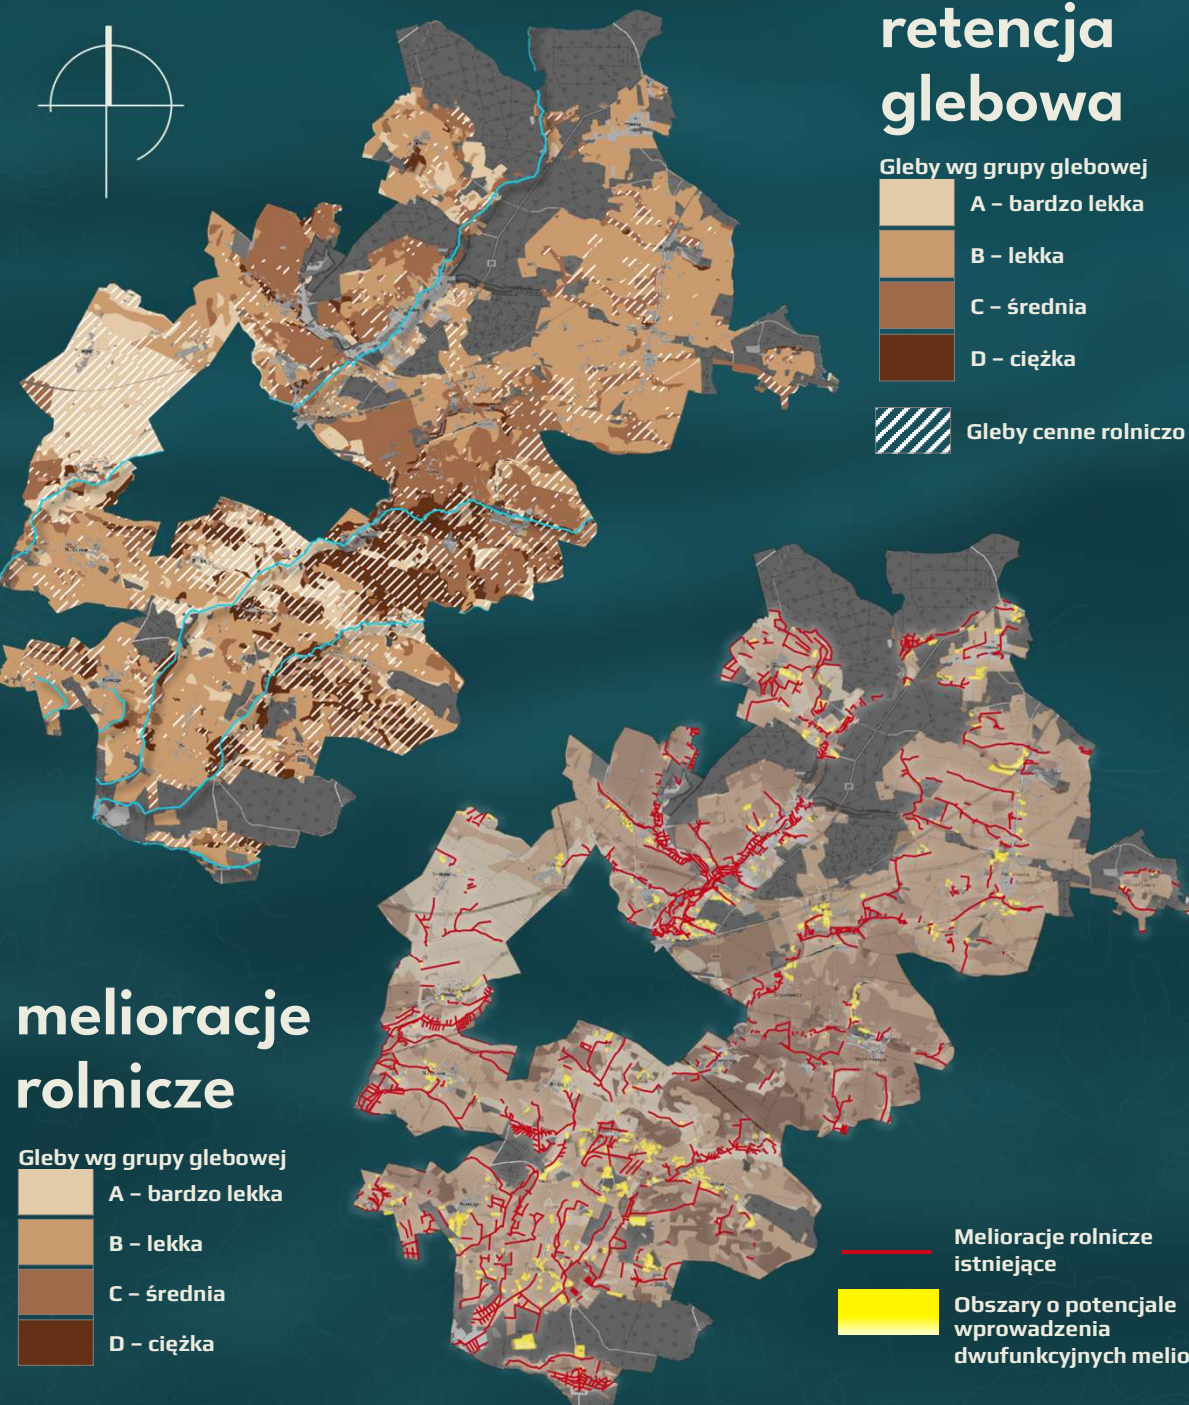 retencja
glebowa
Gleby wg grupy glebowej
A – bardzo lekka
B – lekka
C – średnia
D – ciężka
Gleby cenne rolniczo
melioracje
rolnicze
Gleby wg grupy glebowej
A – bardzo lekka
B – lekka
C – średnia
D – ciężka
Melioracje rolnicze
istniejące
Obszary o potencjale
wprowadzenia
dwufunkcyjnych melio